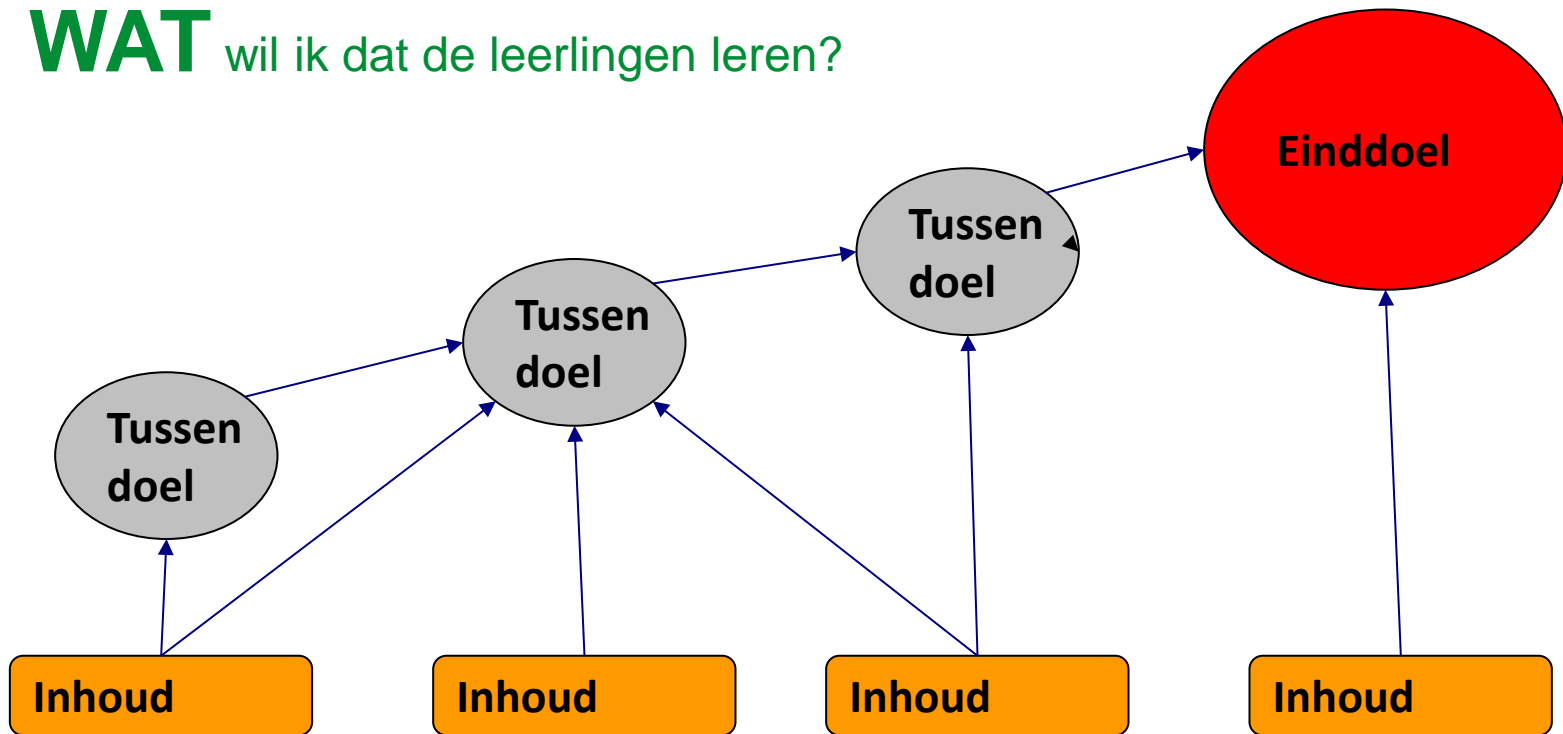 WAT wil ik dat de leerlingen leren?
Einddoel
Tussen
doel
Tussen
doel
Tussen
doel
Inhoud
Inhoud
Inhoud
Inhoud